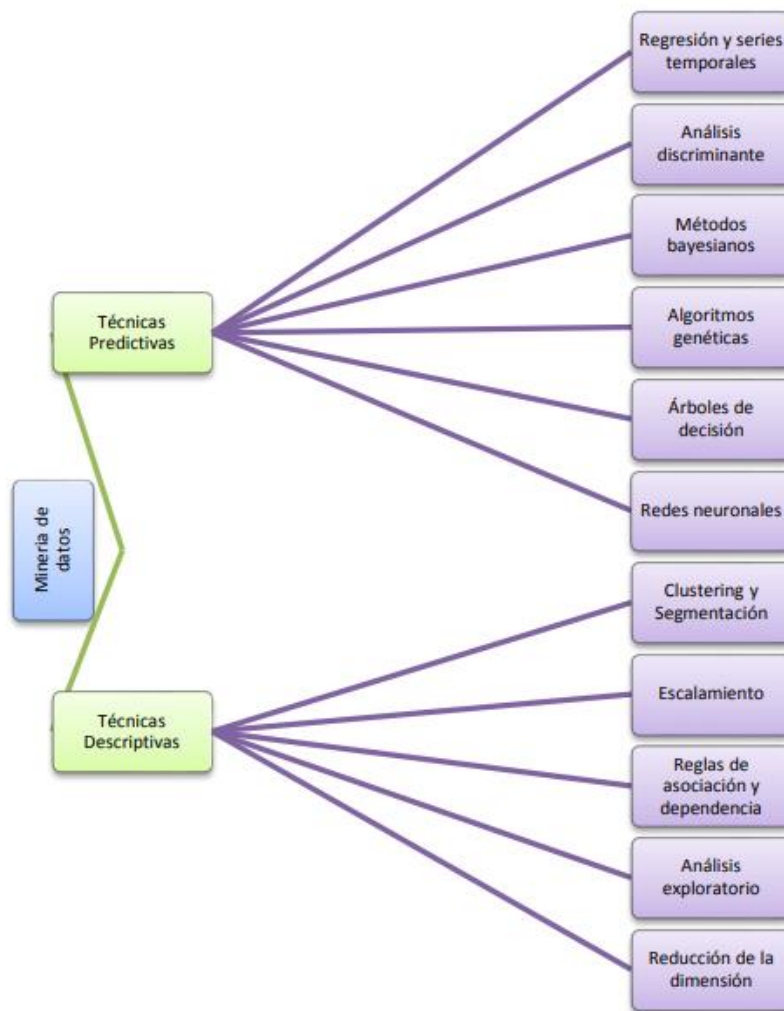 Regresión y series
temporales
Análisis
discriminante
Métodos
bayesianos
Técnicas
Predictivas
Algoritmos
genéticas
Árboles de
decisión
Redes neuronales
Mineria de
datos
Clustering y
Segmentación
Escalamiento
Técnicas
Descriptivas
Reglas de
asociación y
dependencia
Análisis
exploratorio
Reducción de la
dimensión